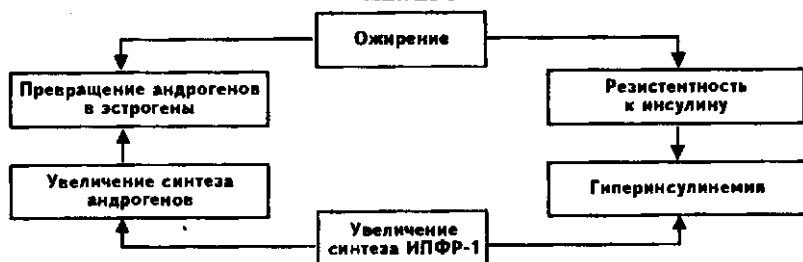 Ожирение
Превращение андрогенов
в эстрогены
Резистентность
к инсулину
Увеличение синтеза
андрогенов
Гиперинсулинемия
Увеличение
синтеза ИПФР-1